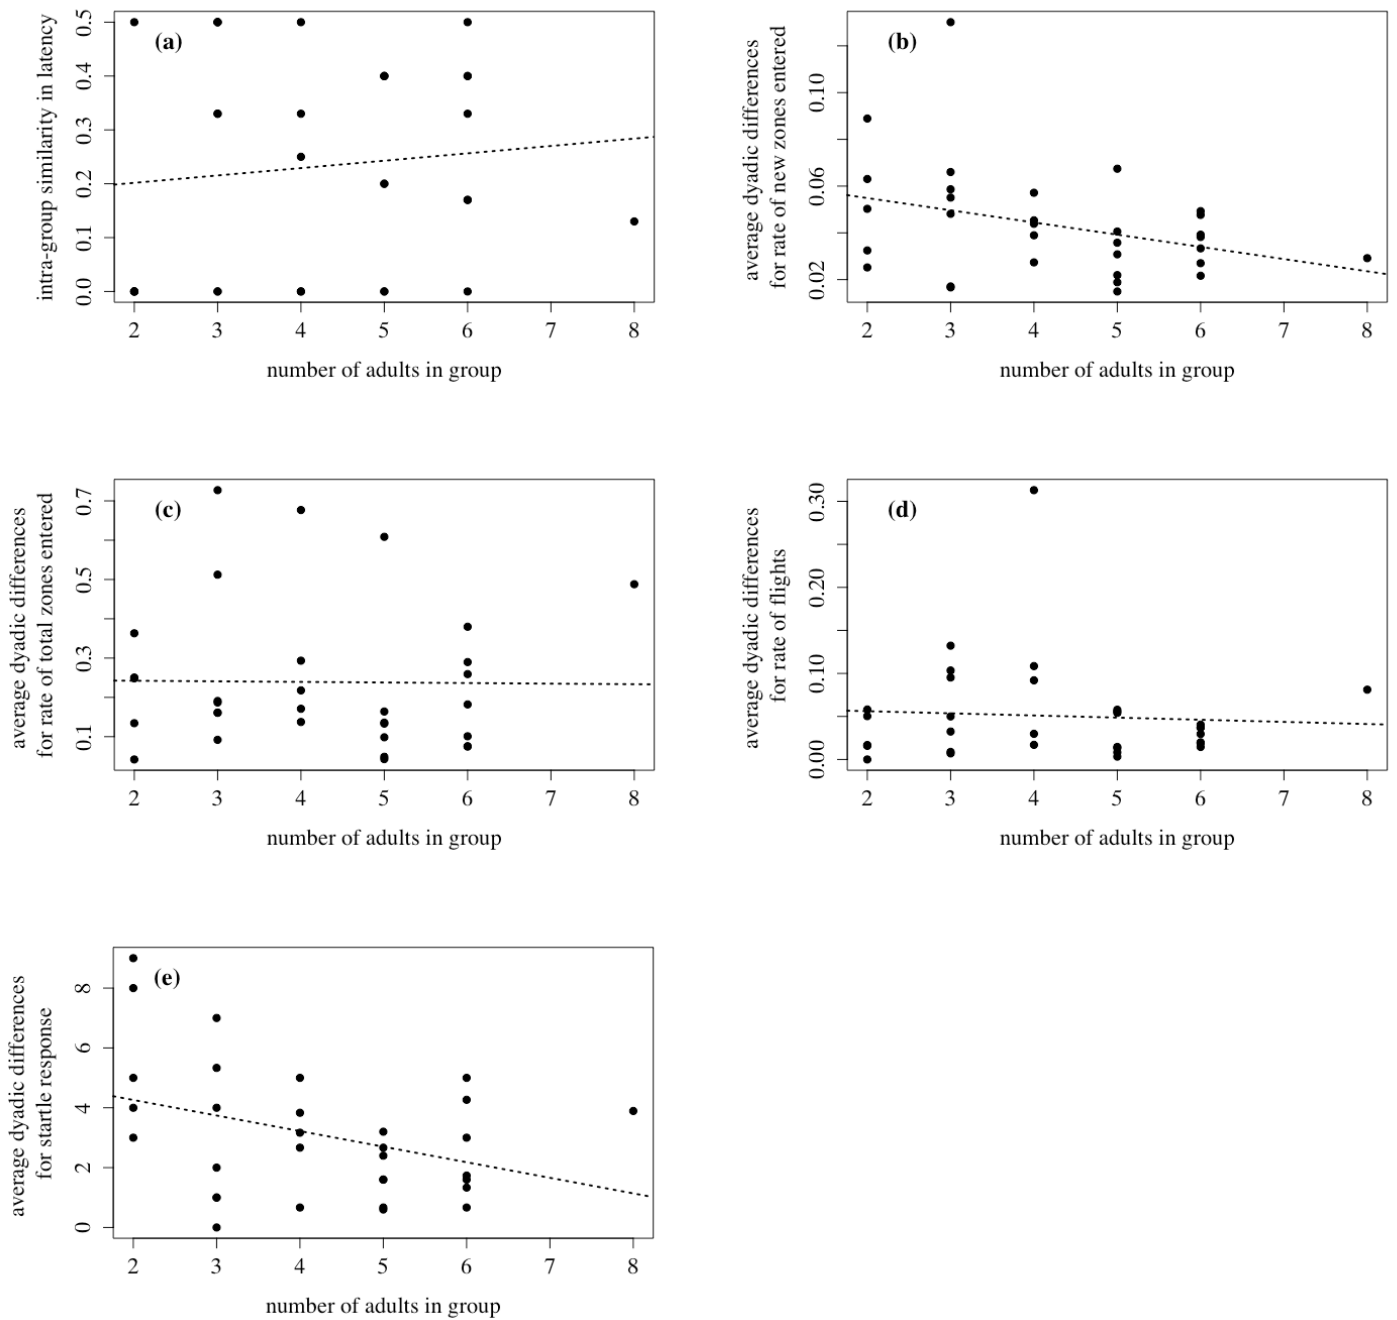 (a)
intra-group similarity in latency
0.5
0.4
0.3
0.2
0.1
0.0
2 3 4 5 6 7 8
number of adults in group
(b)
average dyadic differences
for rate of new zones entered
0.10
0.06
0.02
2 3 4 5 6 7 8
number of adults in group
(c)
average dyadic differences
for rate of total zones entered
0.7
0.5
0.3
0.1
2 3 4 5 6 7 8
number of adults in group
(d)
average dyadic differences
for rate of flights
0.30
0.20
0.10
0.00
2 3 4 5 6 7 8
number of adults in group
(e)
average dyadic differences
for startle response
8
6
4
2
0
2 3 4 5 6 7 8
number of adults in group